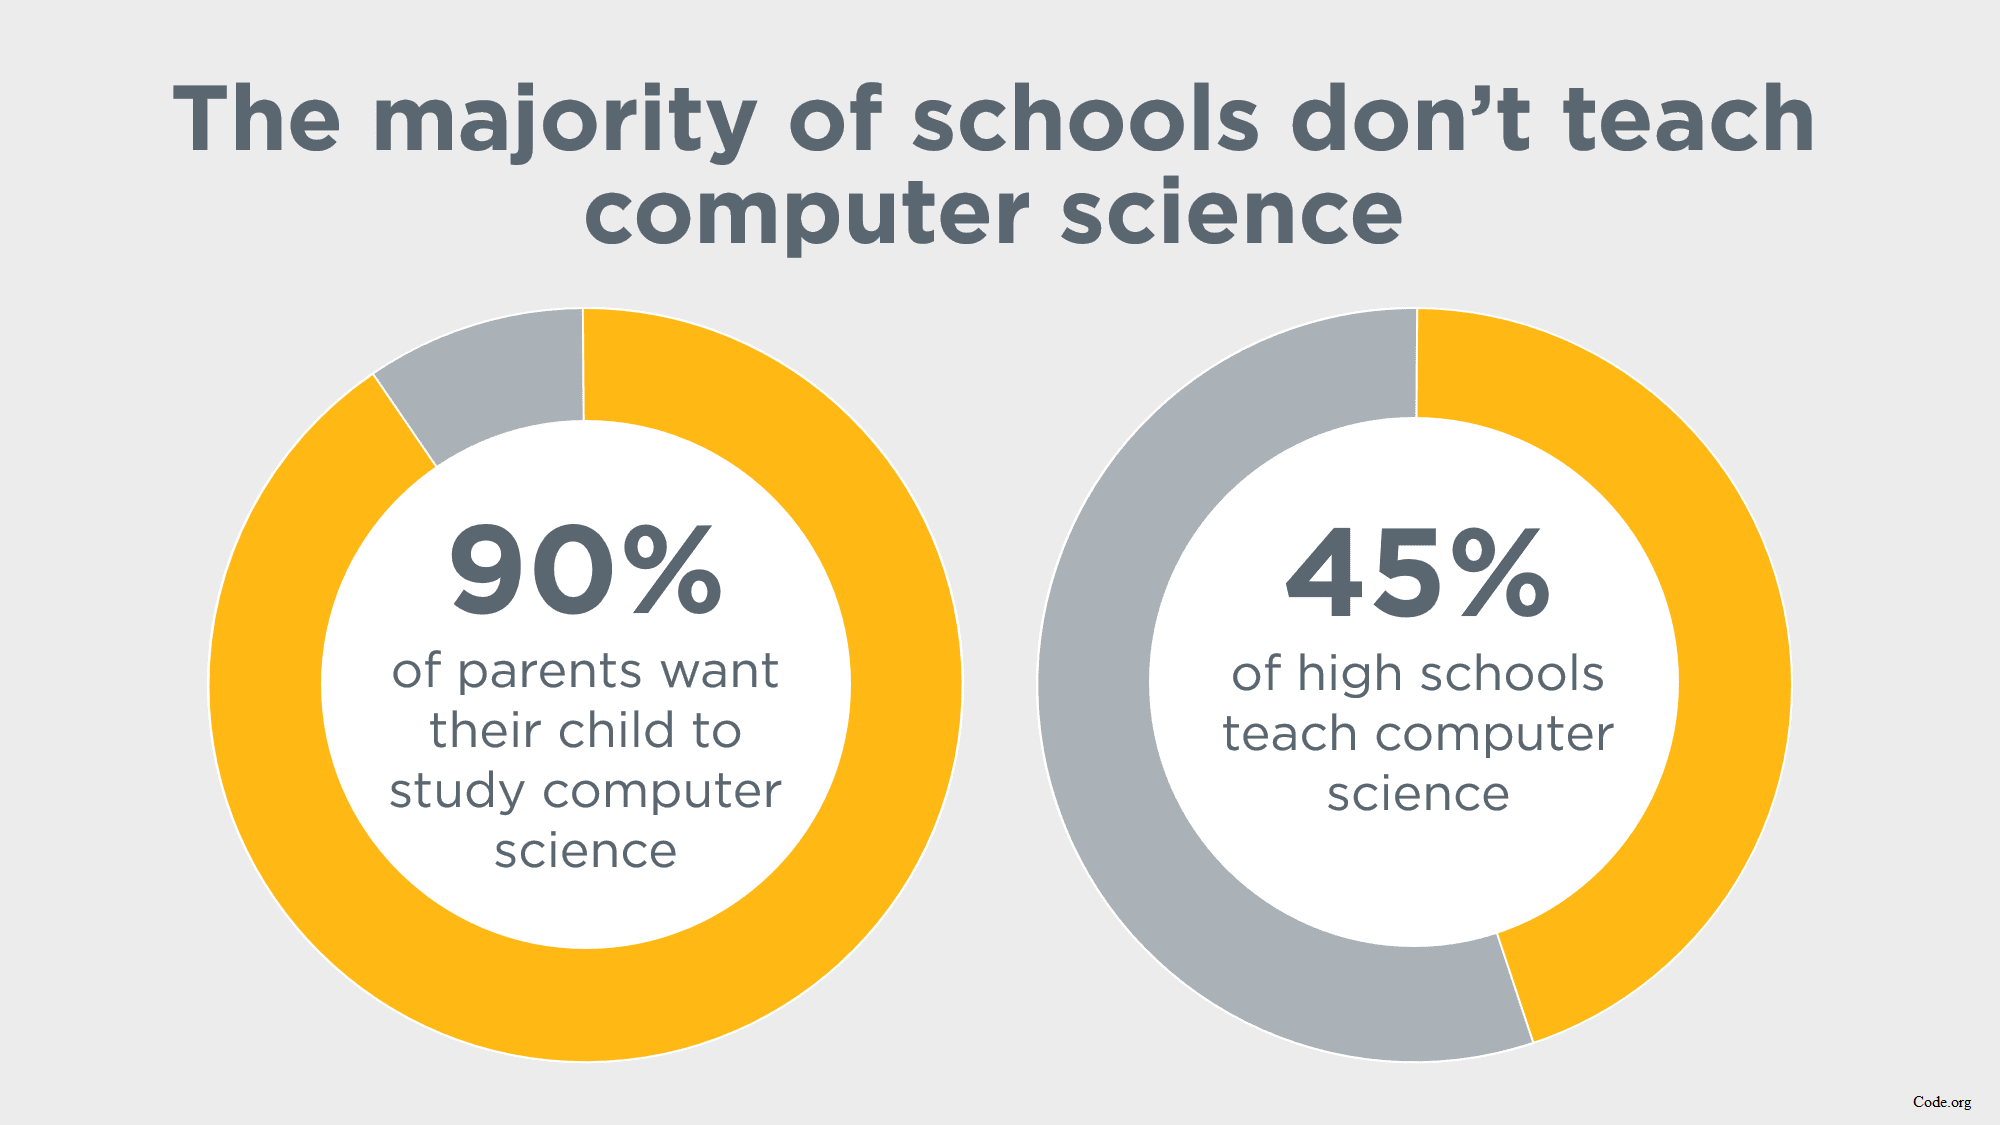 The majority of schools don’t teach
computer science
90%
of parents want
their child to
study computer
science
45%
of high schools
teach computer
science
Code.org